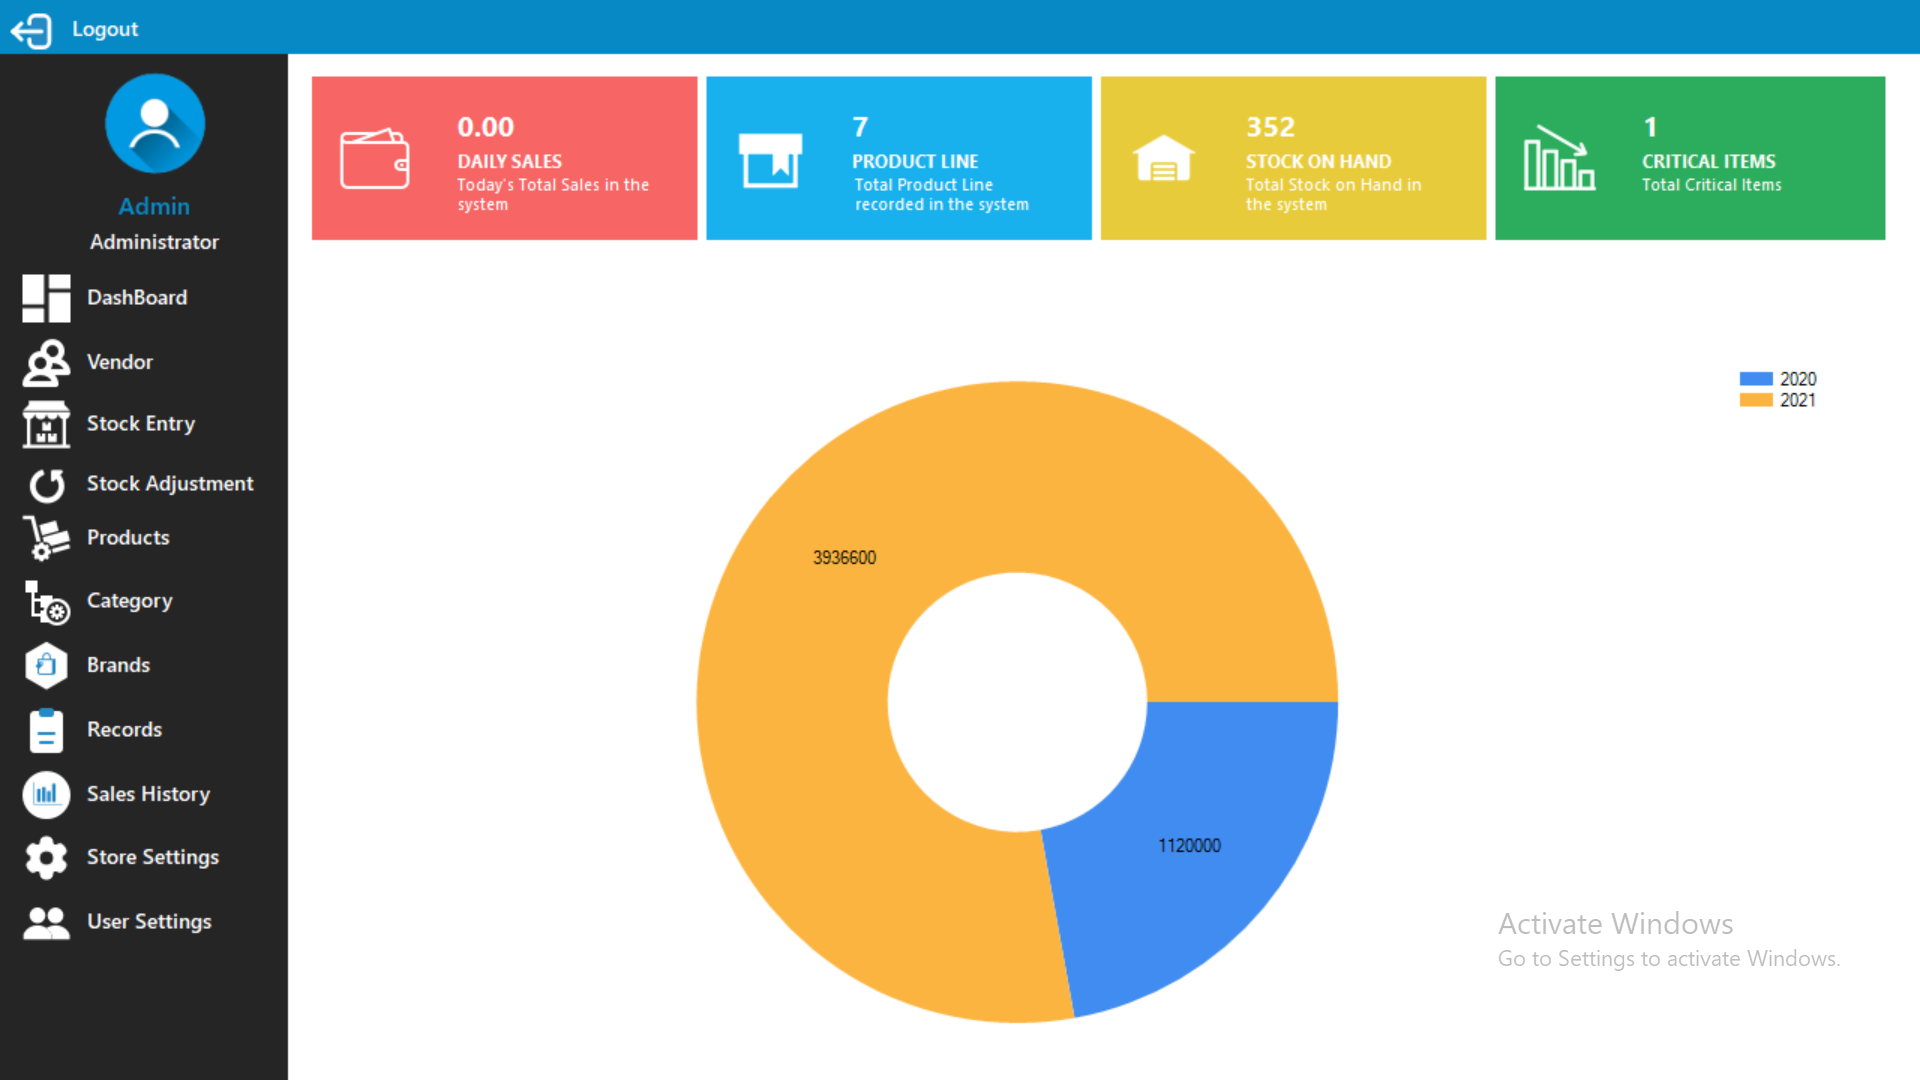 Logout
Admin
Administrator
DashBoard
Vendor
Stock Entry
Stock Adjustment
Products
Category
Brands
Records
Sales History
Store Settings
User Settings
0.00
DAILY SALES
Today's Total Sales in the
system
7
PRODUCT LINE
Total Product Line
recorded in the system
352
STOCK ON HAND
Total Stock on Hand in
the system
1
CRITICAL ITEMS
Total Critical Items
2020
2021
3936600
1120000
Activate Windows
Go to Settings to activate Windows.